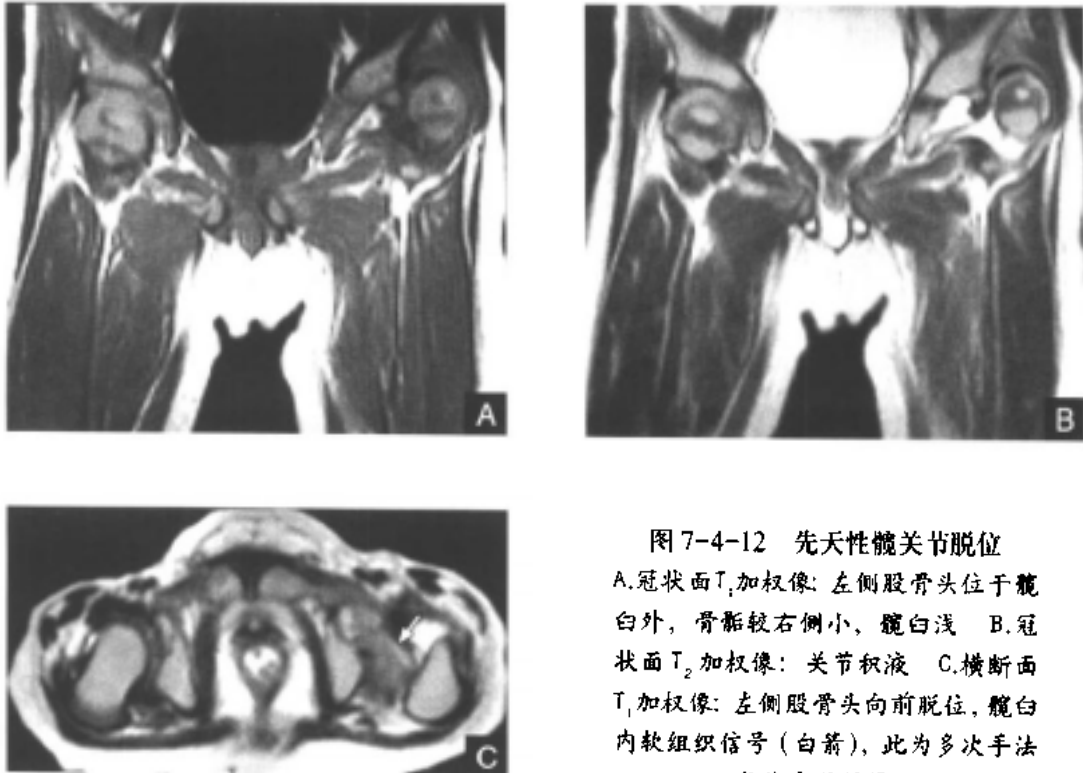 A
B
C
图7-4-12 先天性髋关节脱位
A.冠状面T₁加权像：左侧股骨头位于髋
臼外，骨骺较右侧小、髋臼浅 B.冠
状面T₂加权像：关节积液 C.横断面
T₁加权像：左侧股骨头向前脱位，髋臼
内软组织信号（白箭），此为多次手法